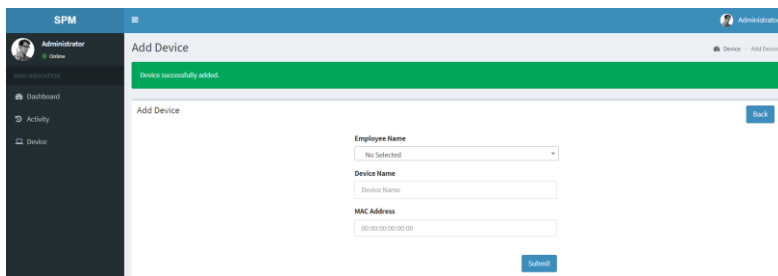 SPM
Administrator
Administrator
Online
Add Device
Device
Add Device
MAIN NAVIGATION
Device successfully added.
Dashboard
Activity
Device
Add Device
Back
Employee Name
No Selected
Device Name
Device Name
MAC Address
00:00:00:00:00:00
Submit